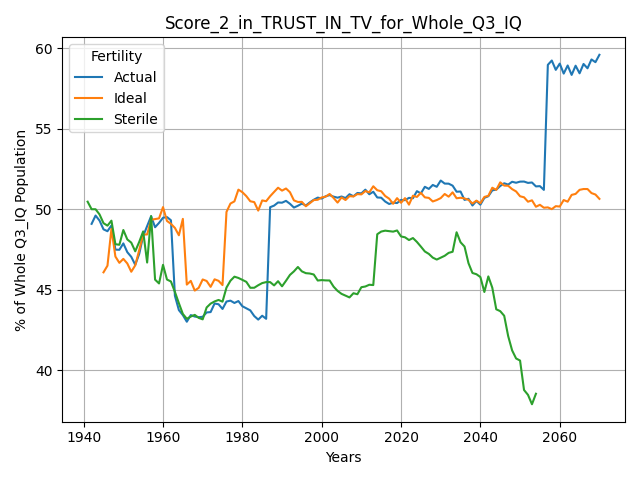 Score_2_in_TRUST_IN_TV_for_Whole_Q3_IQ
Fertility
Actual
Ideal
Sterile
% of Whole Q3_IQ Population
60
55
50
45
40
1940
1960
1980
2000
2020
2040
2060
Years